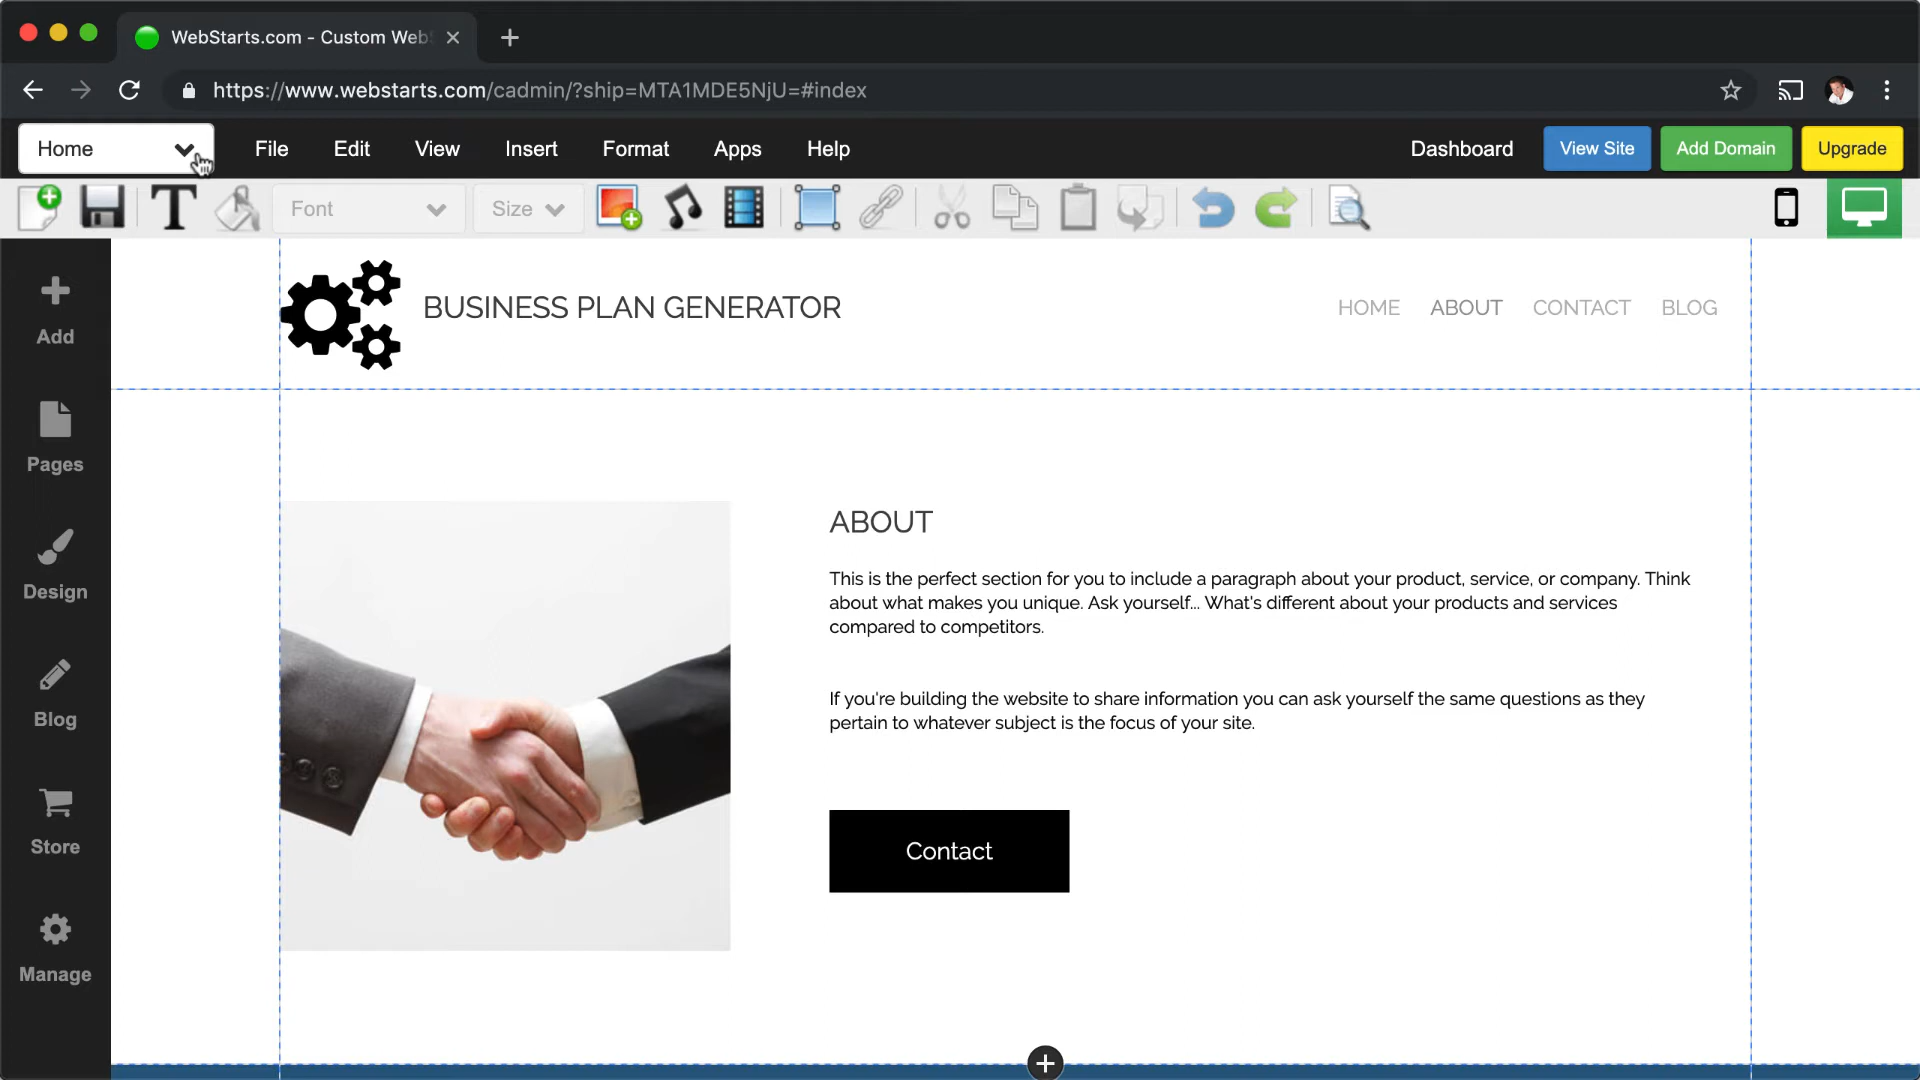 WebStarts.com - Custom Web
https://www.webstarts.com/cadmin/?ship=MTA1MDE5NjU=#index
Home File Edit View Insert Format Apps Help Dashboard View Site Add Domain Upgrade
Font Size
Add
Pages
Design
Blog
Store
Manage
BUSINESS PLAN GENERATOR
HOME ABOUT CONTACT BLOG
ABOUT
This is the perfect section for you to include a paragraph about your product, service, or company. Think
about what makes you unique. Ask yourself... What's different about your products and services
compared to competitors.
If you're building the website to share information you can ask yourself the same questions as they
pertain to whatever subject is the focus of your site.
Contact